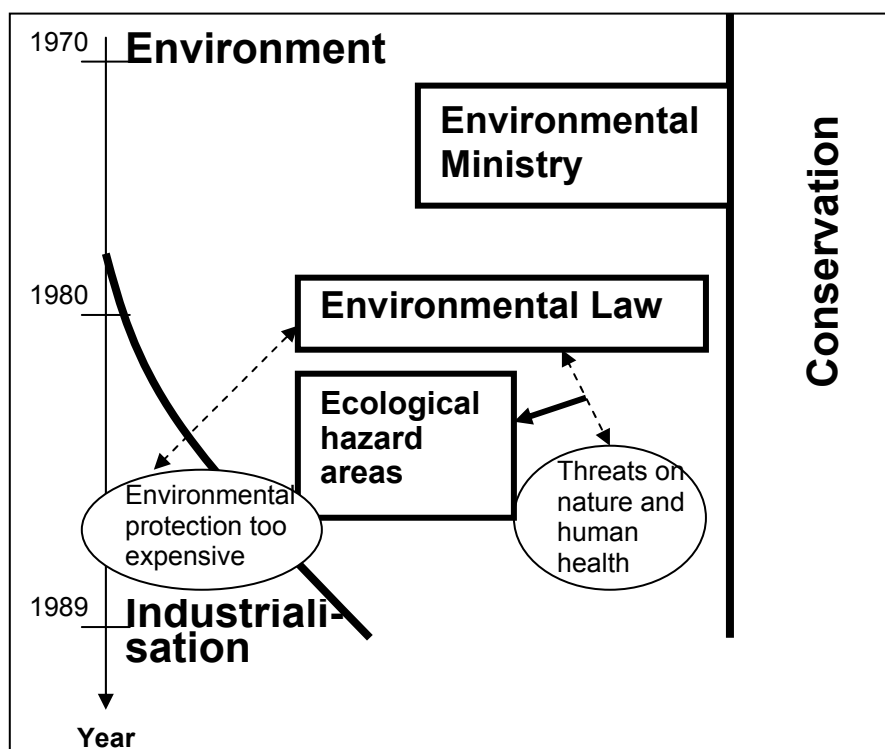 1970
Environment
Environmental
Ministry
Conservation
1980
Environmental Law
Ecological
hazard
areas
Environmental
protection too
expensive
Threats on
nature and
human
health
1989
Industriali-
sation
Year